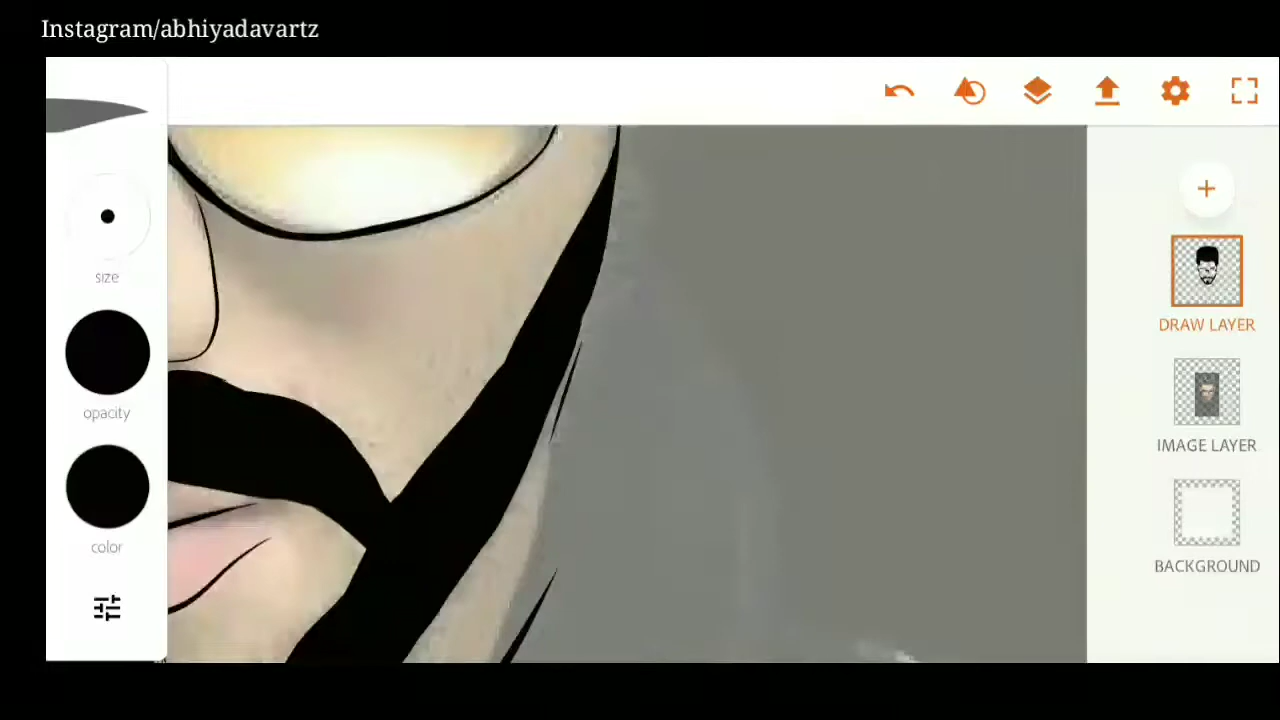 Instagram/abhiyadavartz
size
opacity
color
DRAW LAYER
IMAGE LAYER
BACKGROUND